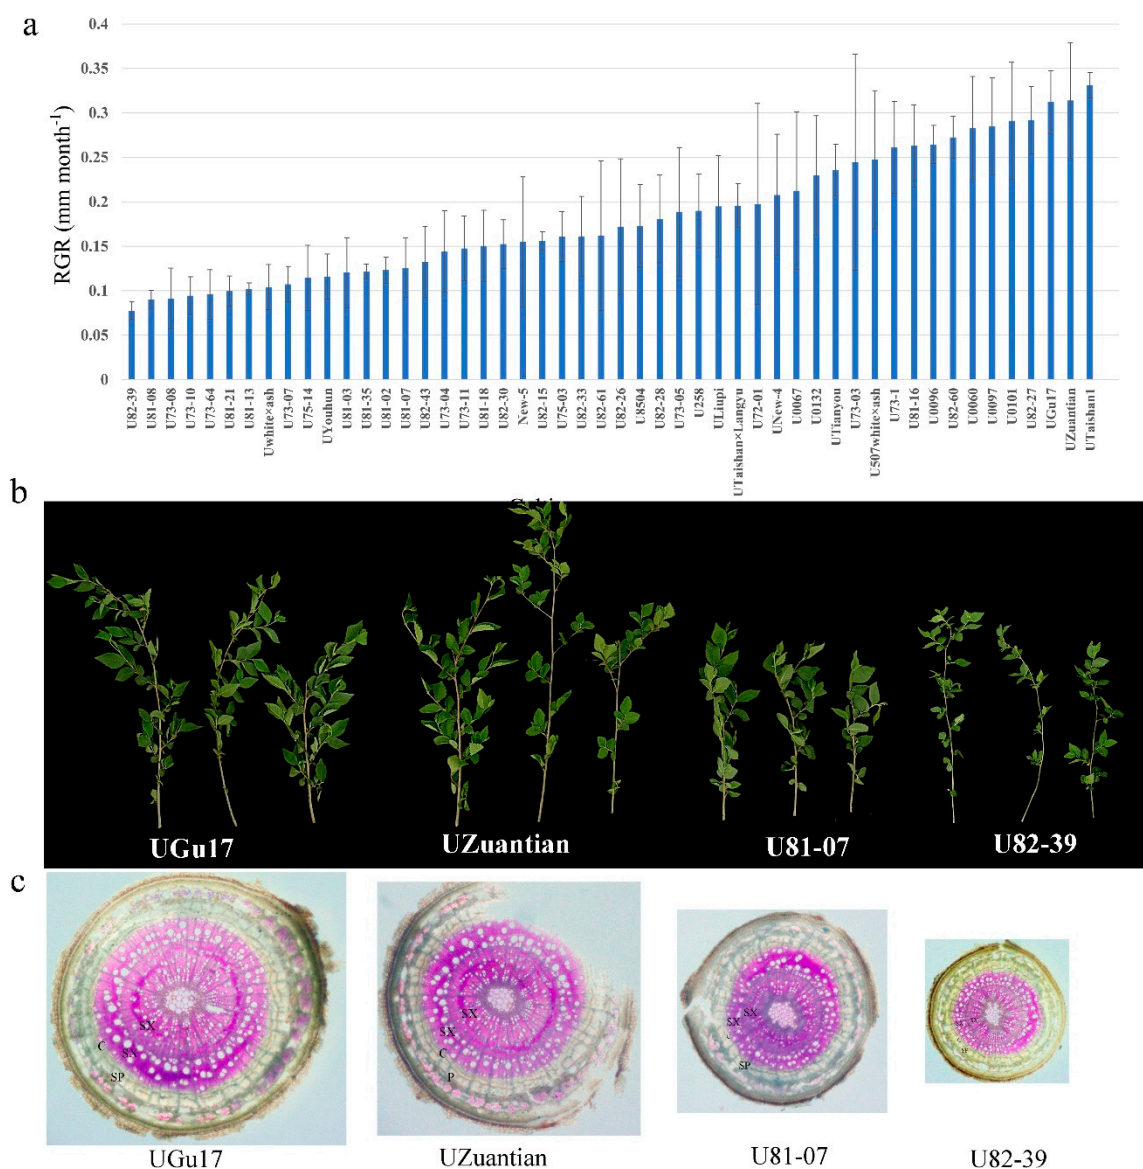 a
RGR (mm month-1)
0.4
0.35
0.3
0.25
0.2
0.15
0.1
0.05
0
U82-39
U81-08
U73-08
U73-10
U73-64
U81-21
U81-13
Uwhite×ash
U73-07
U75-14
UYouhun
U81-03
U81-35
U81-02
U81-07
U82-43
U73-04
U73-11
U81-18
U82-30
New-5
U82-15
U75-03
U82-33
U82-61
U82-26
U8504
U82-28
U73-05
U258
ULiupi
UTaishan×Langyu
U72-01
UNew-4
U0067
U0132
UTianyou
U73-03
U507white×ash
U73-1
U81-16
U0096
U82-60
U0060
U0097
U0101
U82-27
UGu17
UZuantian
UTaishan1
b
UGu17
UZuantian
U81-07
U82-39
c
SX
C
SX
SP
SX
SX
C
P
SX
SX
C
SP
UGu17
UZuantian
U81-07
U82-39